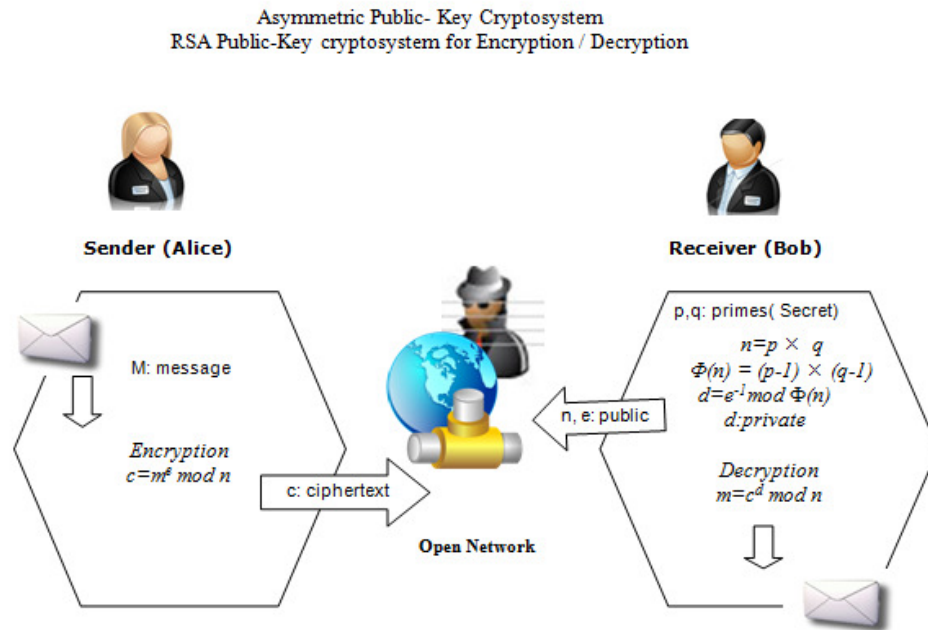 Asymmetric Public- Key Cryptosystem
RSA Public-Key cryptosystem for Encryption / Decryption
Sender (Alice)
Receiver (Bob)
M: message
Encryption
c=mᵉ mod n
c: ciphertext
Open Network
n, e: public
p,q: primes( Secret)
n=p × q
Φ(n) = (p-1) × (q-1)
d=e⁻¹ mod Φ(n)
d:private
Decryption
m=cᵈ mod n